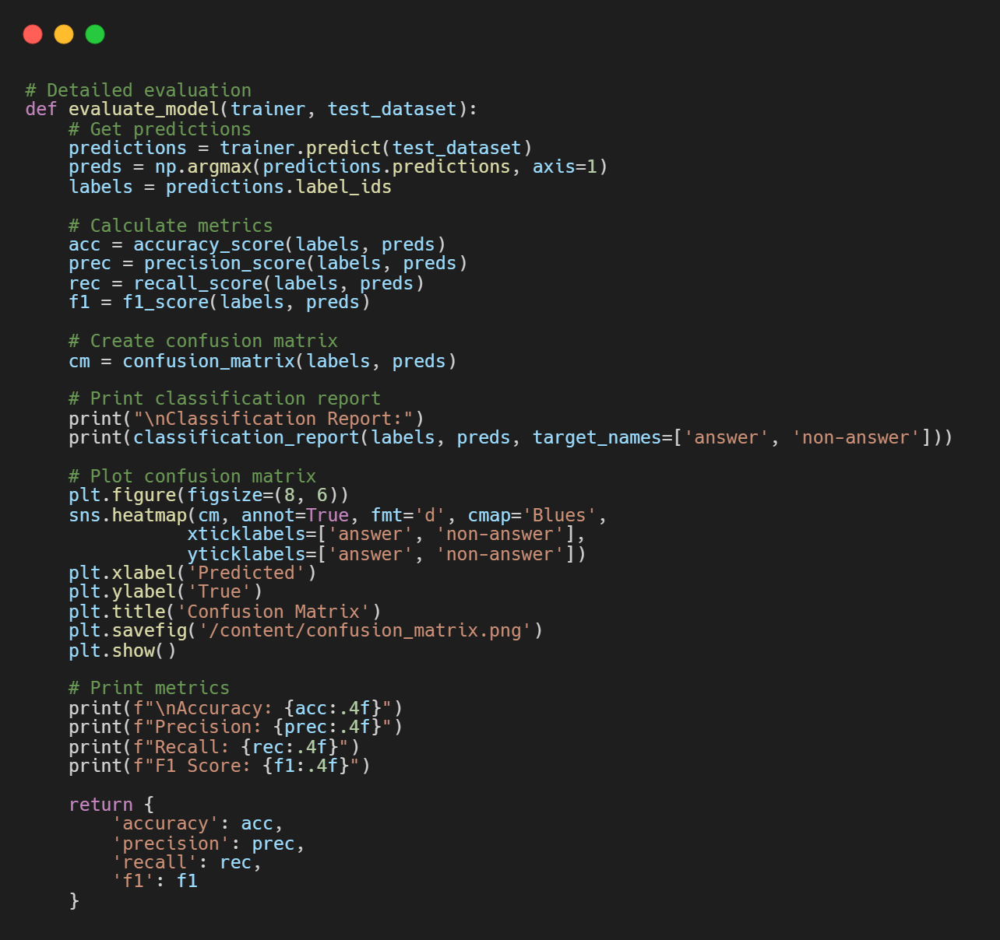 # Detailed evaluation
def evaluate_model(trainer, test_dataset):
    # Get predictions
    predictions = trainer.predict(test_dataset)
    preds = np.argmax(predictions.predictions, axis=1)
    labels = predictions.label_ids

    # Calculate metrics
    acc = accuracy_score(labels, preds)
    prec = precision_score(labels, preds)
    rec = recall_score(labels, preds)
    f1 = f1_score(labels, preds)

    # Create confusion matrix
    cm = confusion_matrix(labels, preds)

    # Print classification report
    print("\nClassification Report:")
    print(classification_report(labels, preds, target_names=['answer', 'non-answer']))

    # Plot confusion matrix
    plt.figure(figsize=(8, 6))
    sns.heatmap(cm, annot=True, fmt='d', cmap='Blues',
               xticklabels=['answer', 'non-answer'],
               yticklabels=['answer', 'non-answer'])
    plt.xlabel('Predicted')
    plt.ylabel('True')
    plt.title('Confusion Matrix')
    plt.savefig('/content/confusion_matrix.png')
    plt.show()

    # Print metrics
    print(f"\nAccuracy: {acc:.4f}")
    print(f"Precision: {prec:.4f}")
    print(f"Recall: {rec:.4f}")
    print(f"F1 Score: {f1:.4f}")

    return {
        'accuracy': acc,
        'precision': prec,
        'recall': rec,
        'f1': f1
    }